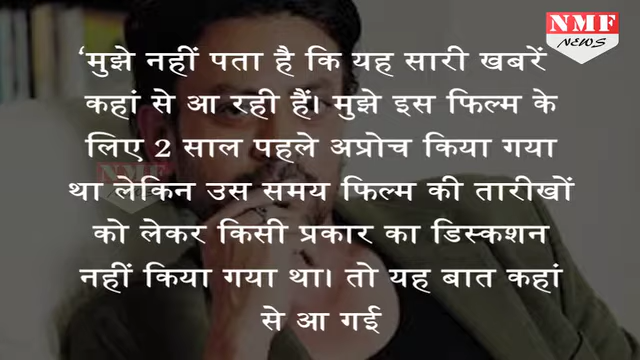 NMF
NEWS
‘मुझे नहीं पता है कि यह सारी खबरें
कहां से आ रही हैं। मुझे इस फिल्म के
लिए 2 साल पहले अप्रोच किया गया
NMF
था लेकिन उस समय फिल्म की तारीखों
को लेकर किसी प्रकार का डिस्कशन
नहीं किया गया था। तो यह बात कहां
से आ गई